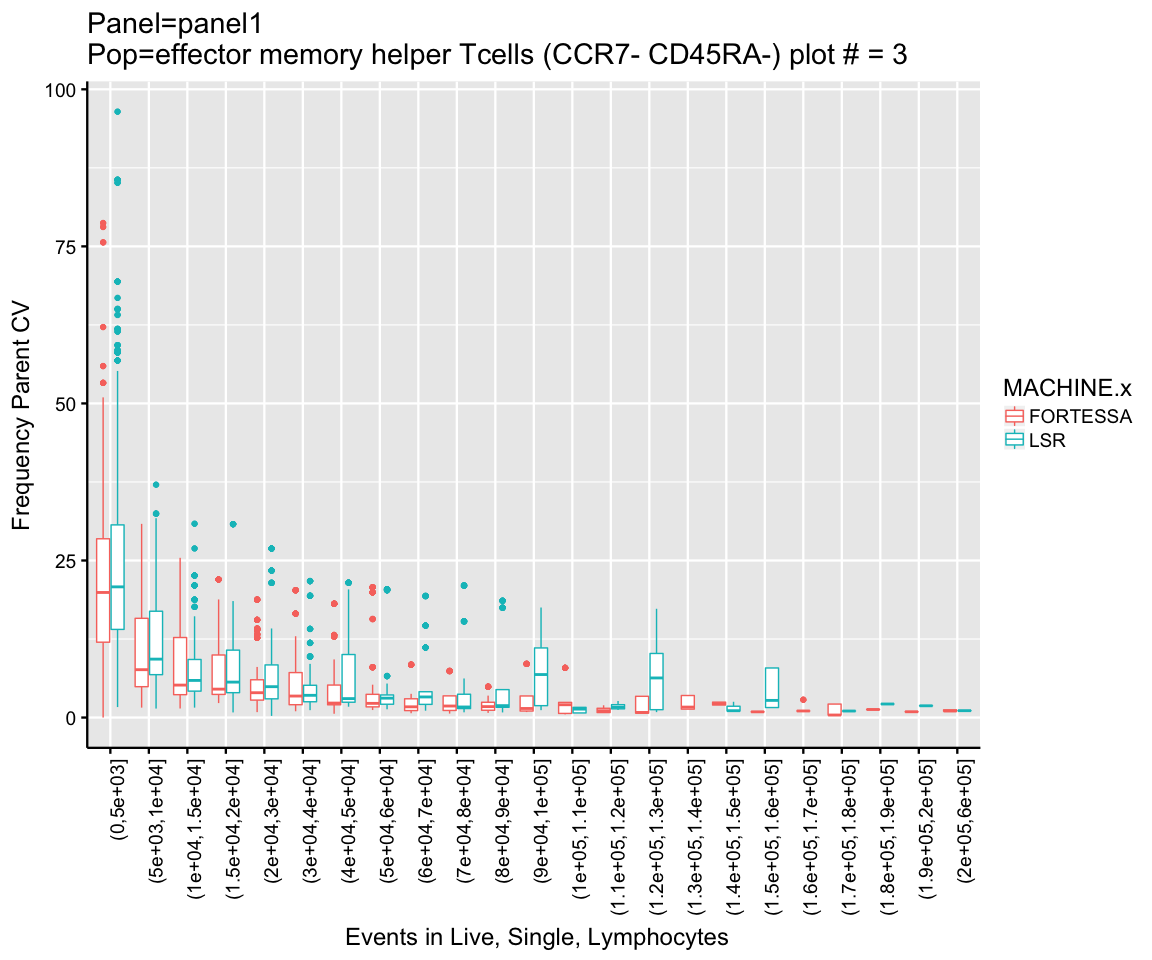 Panel=panel1
Pop=effector memory helper Tcells (CCR7- CD45RA-) plot # = 3
100
75
50
25
0
Frequency Parent CV
(0,5e+03]
(5e+03,1e+04]
(1e+04,1.5e+04]
(1.5e+04,2e+04]
(2e+04,3e+04]
(3e+04,4e+04]
(4e+04,5e+04]
(5e+04,6e+04]
(6e+04,7e+04]
(7e+04,8e+04]
(8e+04,9e+04]
(9e+04,1e+05]
(1e+05,1.1e+05]
(1.1e+05,1.2e+05]
(1.2e+05,1.3e+05]
(1.3e+05,1.4e+05]
(1.4e+05,1.5e+05]
(1.5e+05,1.6e+05]
(1.6e+05,1.7e+05]
(1.7e+05,1.8e+05]
(1.8e+05,1.9e+05]
(1.9e+05,2e+05]
(2e+05,6e+05]
Events in Live, Single, Lymphocytes
MACHINE.x
FORTESSA
LSR